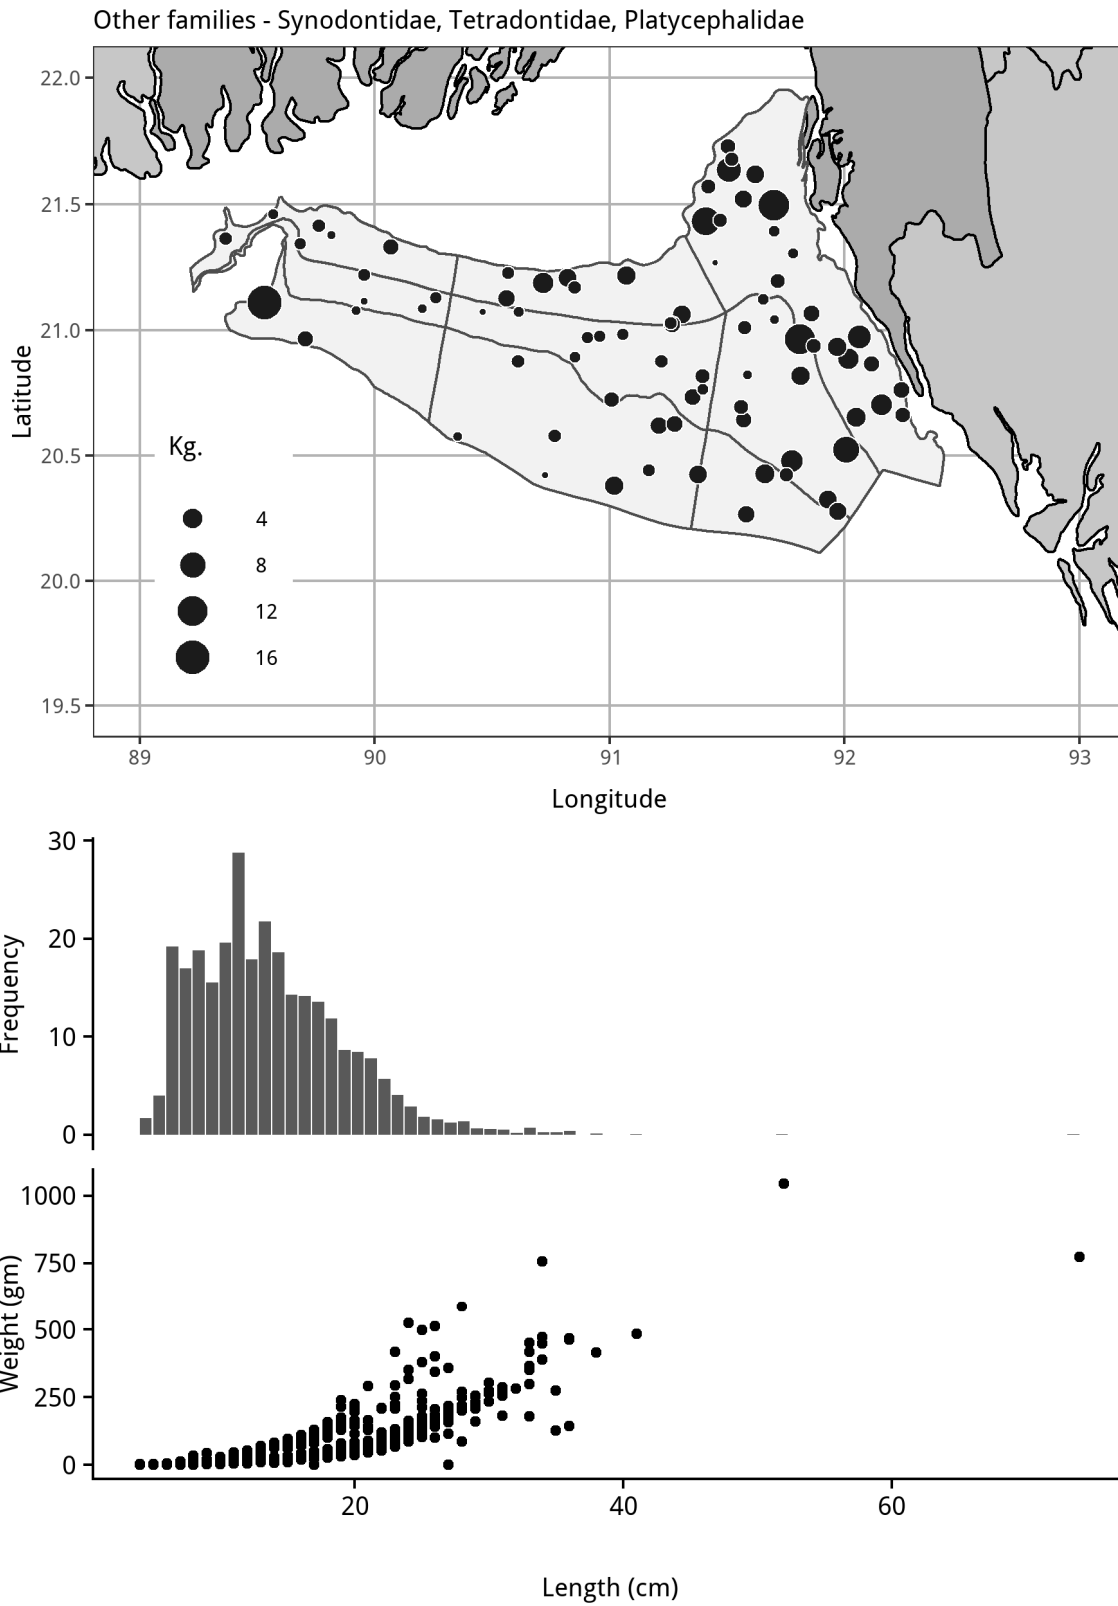 Other families - Synodontidae, Tetradontidae, Platycephalidae
22.0
21.5
21.0
20.5
20.0
19.5
Latitude
Kg.
4
8
12
16
89 90 91 92 93
Longitude
30
20
10
0
Frequency
1000
750
500
250
0
Weight (gm)
20 40 60
Length (cm)